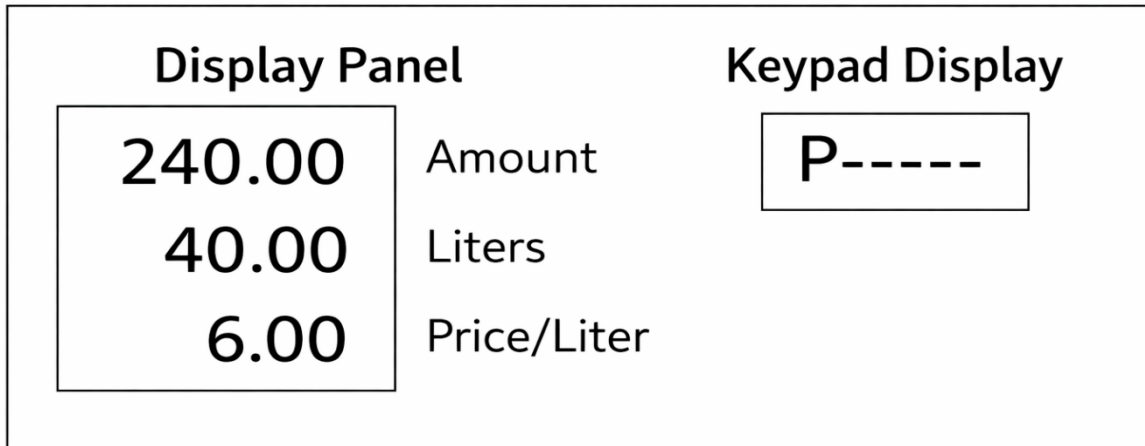 Display Panel
Keypad Display
240.00 Amount
P-----
40.00 Liters
6.00 Price/Liter